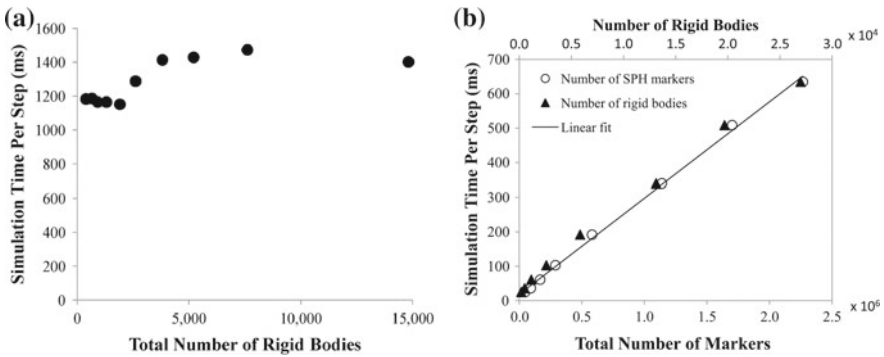 (a)
1600
1400
1200
1000
800
600
400
200
0
Simulation Time Per Step (ms)
0
5,000
10,000
15,000
Total Number of Rigid Bodies
(b)
Number of Rigid Bodies
0.0
0.6
1.2
1.8
2.4
3.0
x 10⁴
700
600
500
400
300
200
100
0
Simulation Time Per Step (ms)
Number of SPH markers
Number of rigid bodies
Linear fit
0.0
0.5
1.0
1.5
2.0
2.5
x 10⁶
Total Number of Markers